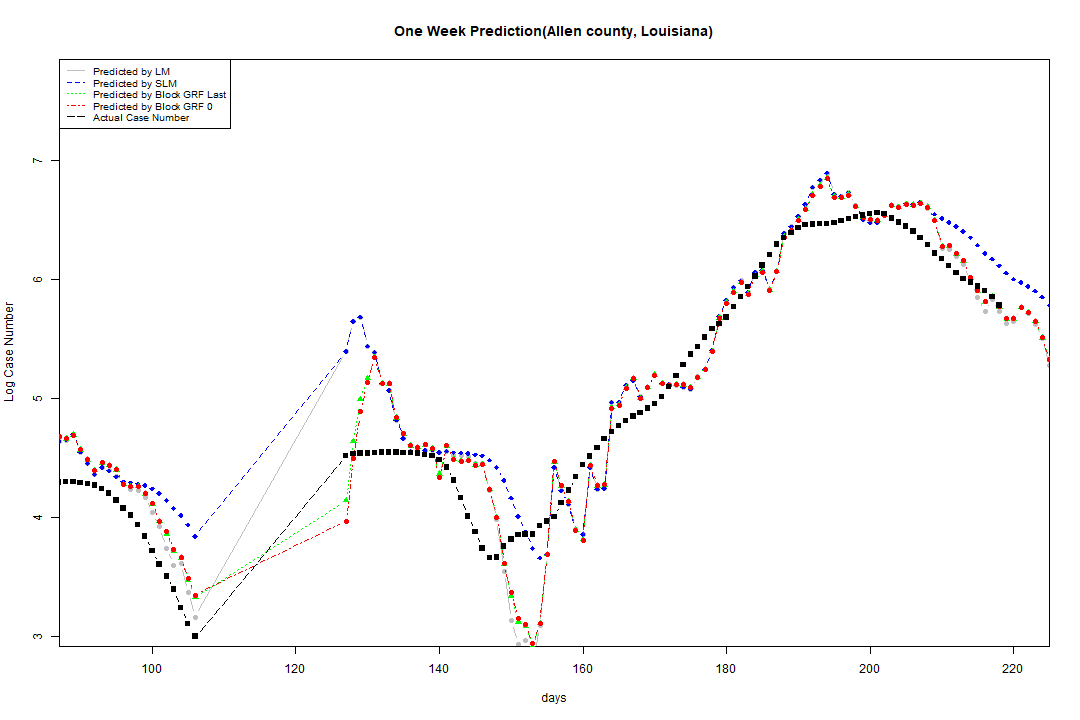 One Week Prediction(Allen county, Louisiana)
Predicted by LM
Predicted by SLM
Predicted by Block GRF Last
Predicted by Block GRF 0
Actual Case Number
Log Case Number
7
6
5
4
3
100 120 140 160 180 200 220
days